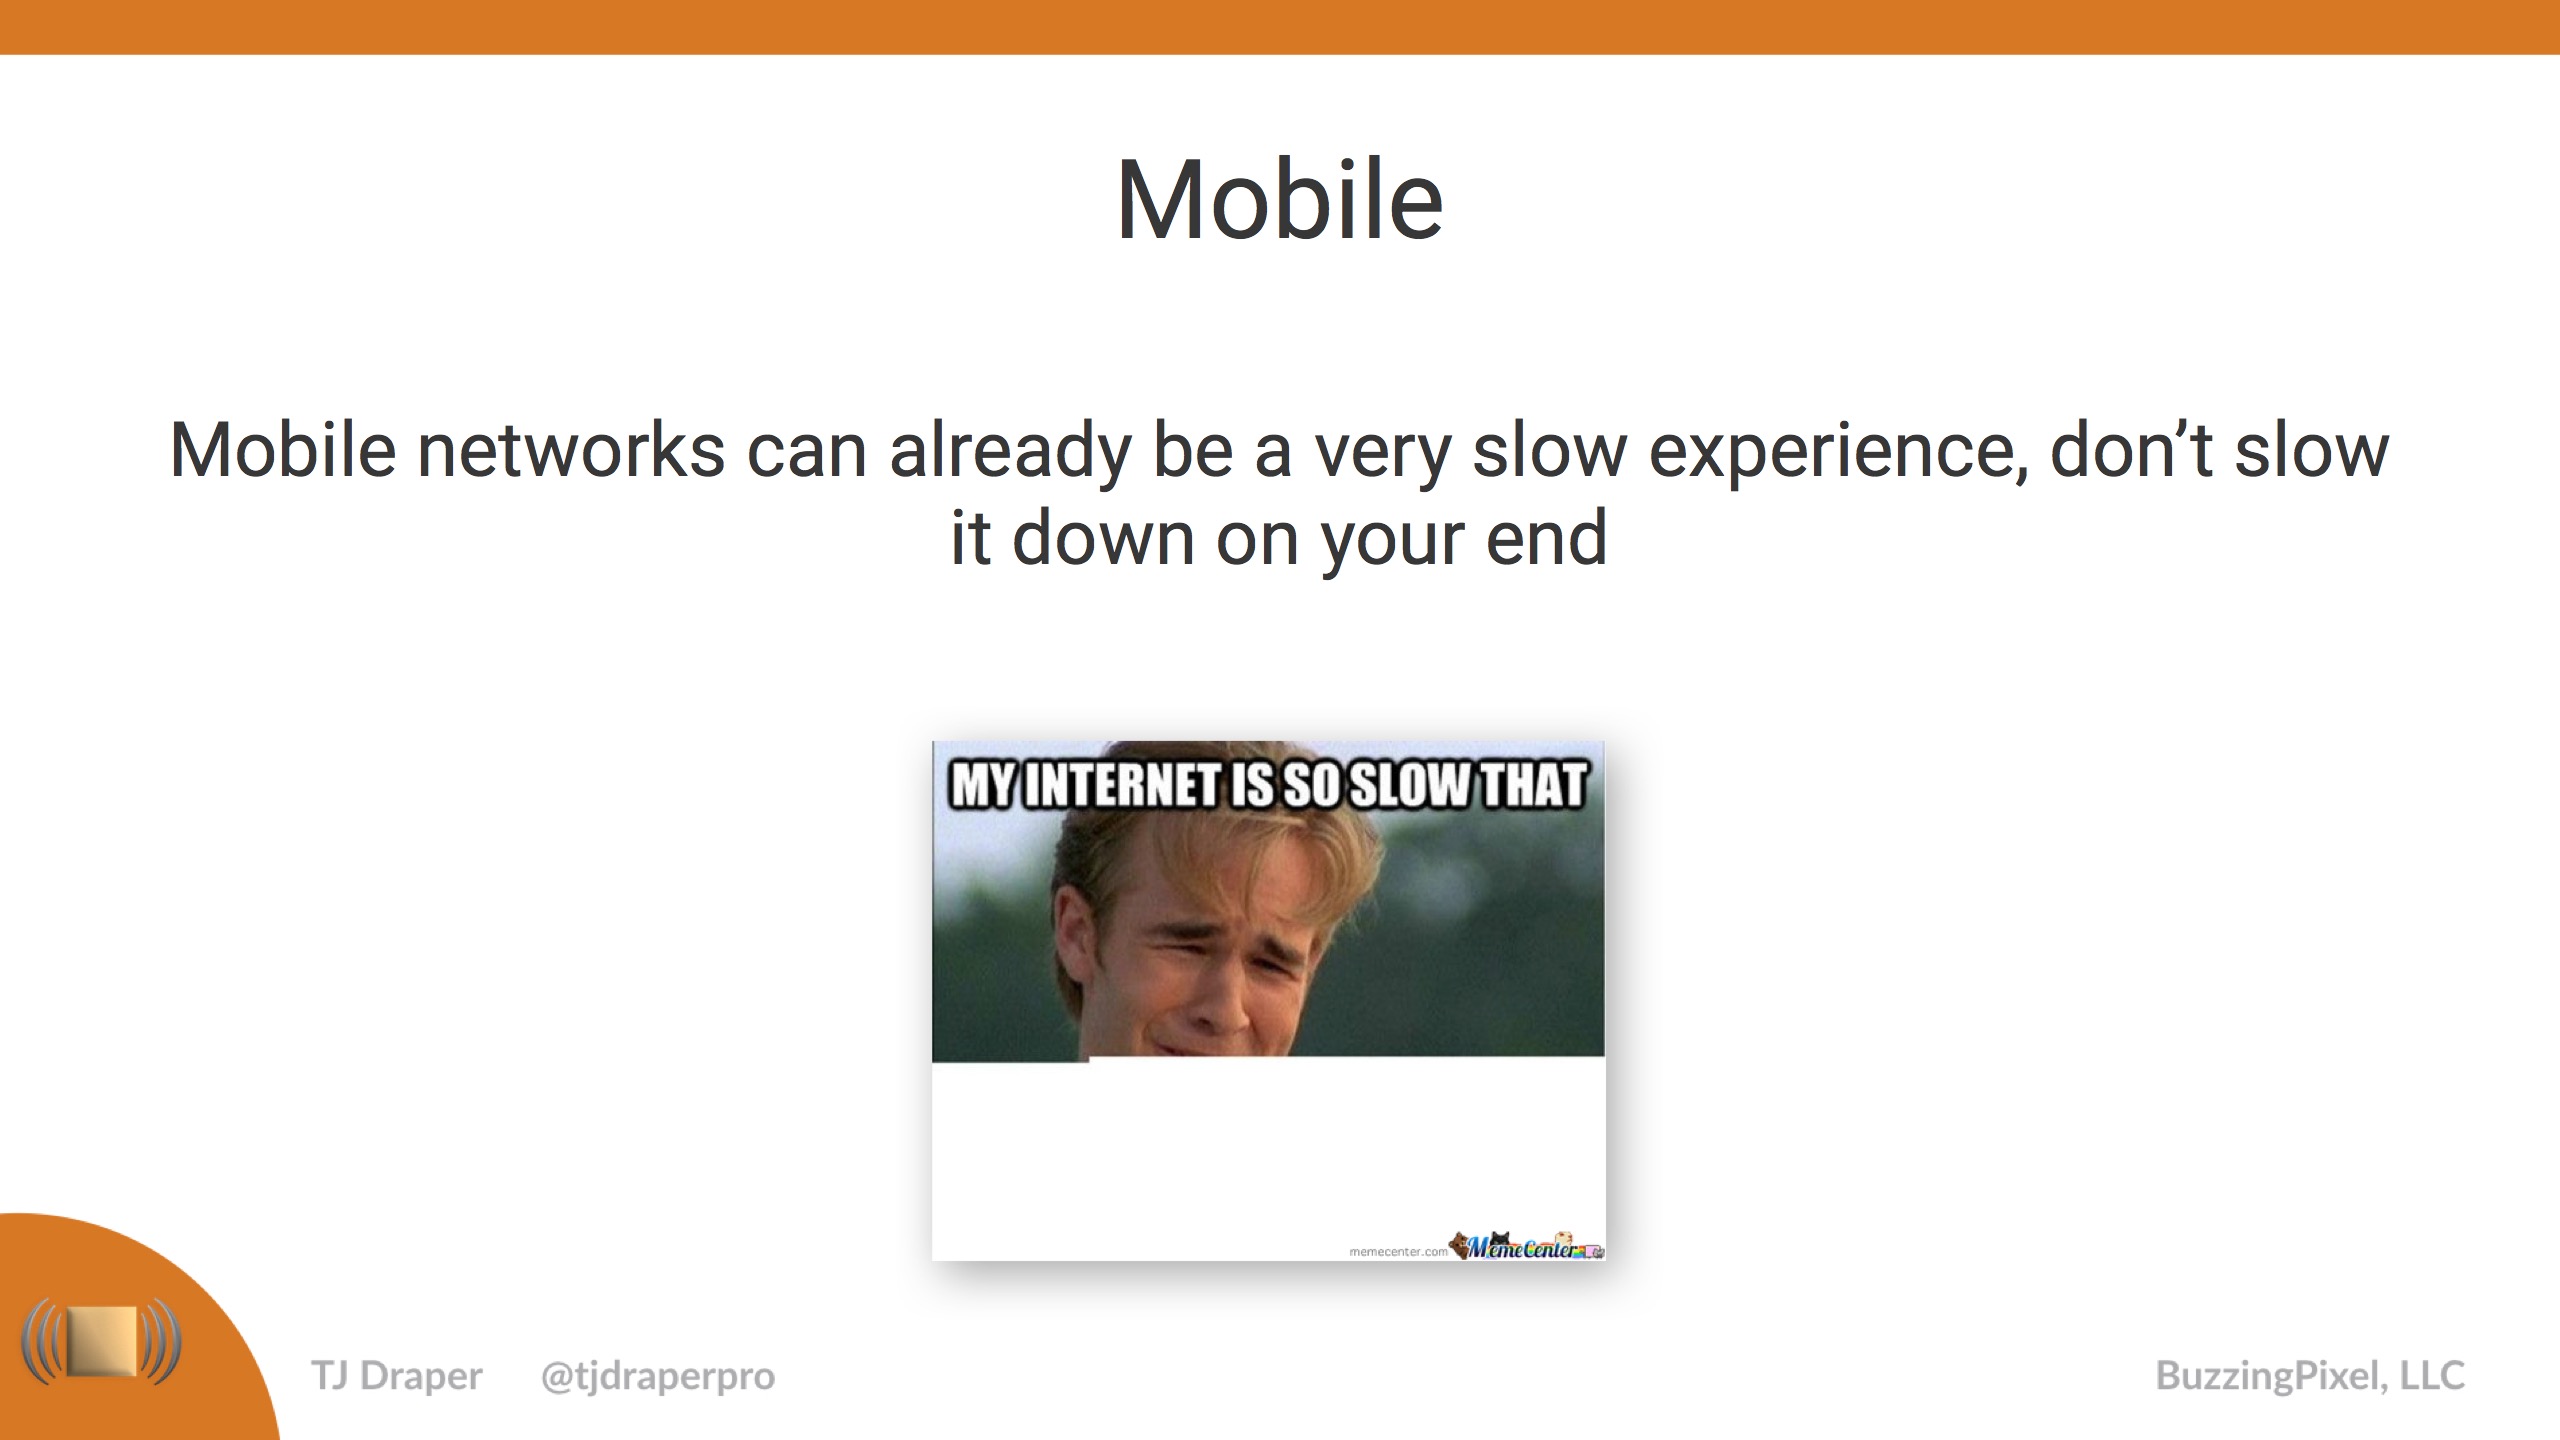 Mobile
Mobile networks can already be a very slow experience, don’t slow
it down on your end
MY INTERNET IS SO SLOW THAT
memecenter.com MemeCenter
TJ Draper @tjdraperpro BuzzingPixel, LLC